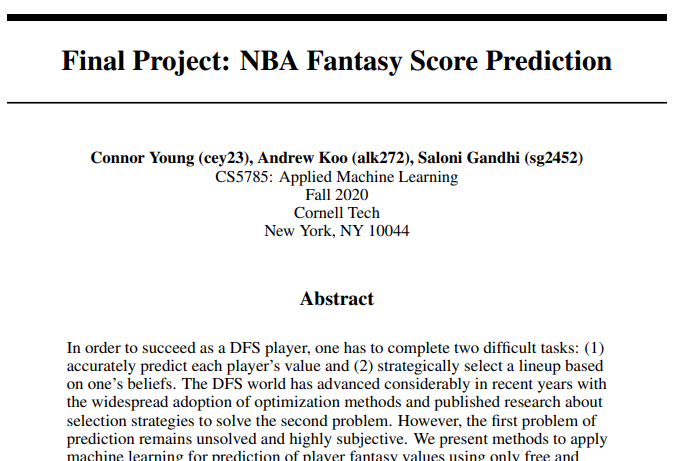 Final Project: NBA Fantasy Score Prediction
Connor Young (cey23), Andrew Koo (alk272), Saloni Gandhi (sg2452)
CS5785: Applied Machine Learning
Fall 2020
Cornell Tech
New York, NY 10044
Abstract
In order to succeed as a DFS player, one has to complete two difficult tasks: (1)
accurately predict each player's value and (2) strategically select a lineup based
on one's beliefs. The DFS world has advanced considerably in recent years with
the widespread adoption of optimization methods and published research about
selection strategies to solve the second problem. However, the first problem of
prediction remains unsolved and highly subjective. We present methods to apply
machine learning for prediction of player fantasy values using only free and